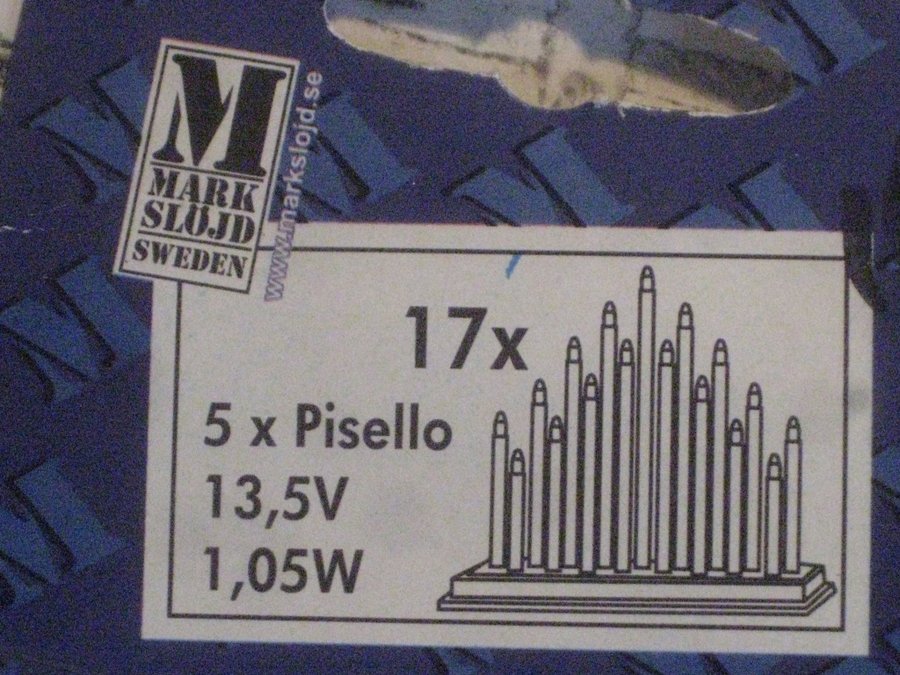 M
MARK
SLÖJD
SWEDEN
www.markslojd.se
17x
5 x Pisello
13,5V
1,05W